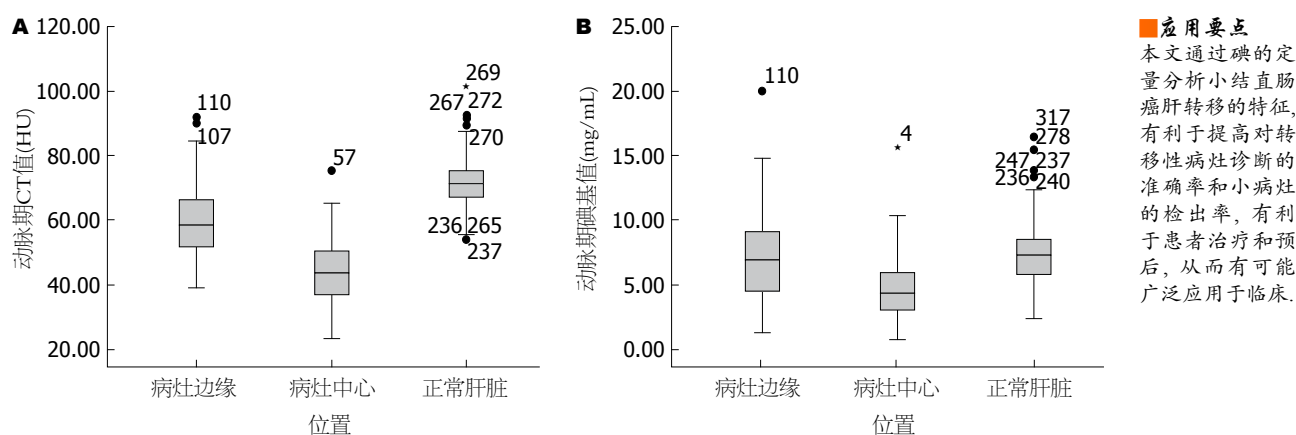 A
动脉期CT值(HU)
120.00
100.00
80.00
60.00
40.00
20.00
110
107
57
269
267 272
270
236 265
237
病灶边缘 病灶中心 正常肝脏
位置
B
动脉期碘基值(mg/mL)
25.00
20.00
15.00
10.00
5.00
0.00
110
4
317
278
247 237
236 240
病灶边缘 病灶中心 正常肝脏
位置
■应用要点
本文通过碘的定
量分析小结直肠
癌肝转移的特征,
有利于提高对转
移性病灶诊断的
准确率和小病灶
的检出率, 有利
于患者治疗和预
后, 从而有可能
广泛应用于临床.